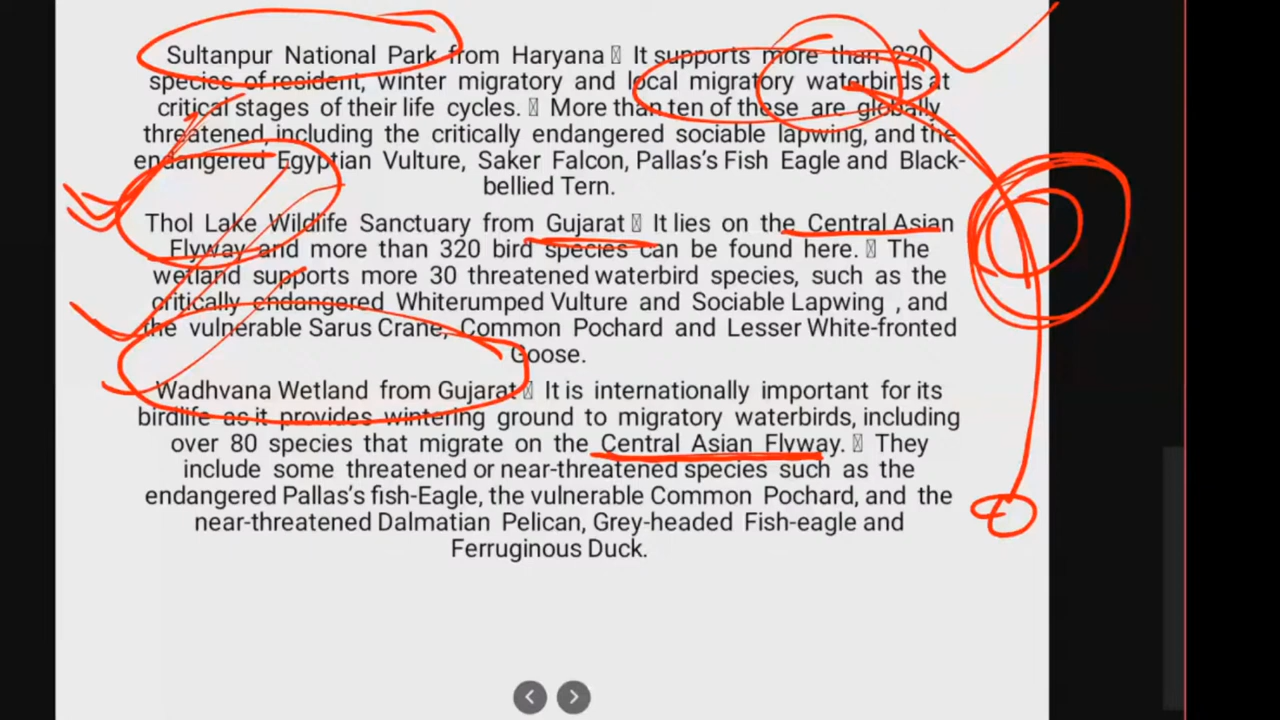 Sultanpur National Park from Haryana  It supports more than 220
species of resident, winter migratory and local migratory waterbirds at
critical stages of their life cycles.  More than ten of these are globally
threatened, including the critically endangered sociable lapwing, and the
endangered Egyptian Vulture, Saker Falcon, Pallas's Fish Eagle and Black-
bellied Tern.
Thol Lake Wildlife Sanctuary from Gujarat  It lies on the Central Asian
Flyway and more than 320 bird species can be found here.  The
wetland supports more 30 threatened waterbird species, such as the
critically endangered Whiterumped Vulture and Sociable Lapwing , and
the vulnerable Sarus Crane, Common Pochard and Lesser White-fronted
Goose.
Wadhvana Wetland from Gujarat  It is internationally important for its
birdlife as it provides wintering ground to migratory waterbirds, including
over 80 species that migrate on the Central Asian Flyway.  They
include some threatened or near-threatened species such as the
endangered Pallas's fish-Eagle, the vulnerable Common Pochard, and the
near-threatened Dalmatian Pelican, Grey-headed Fish-eagle and
Ferruginous Duck.